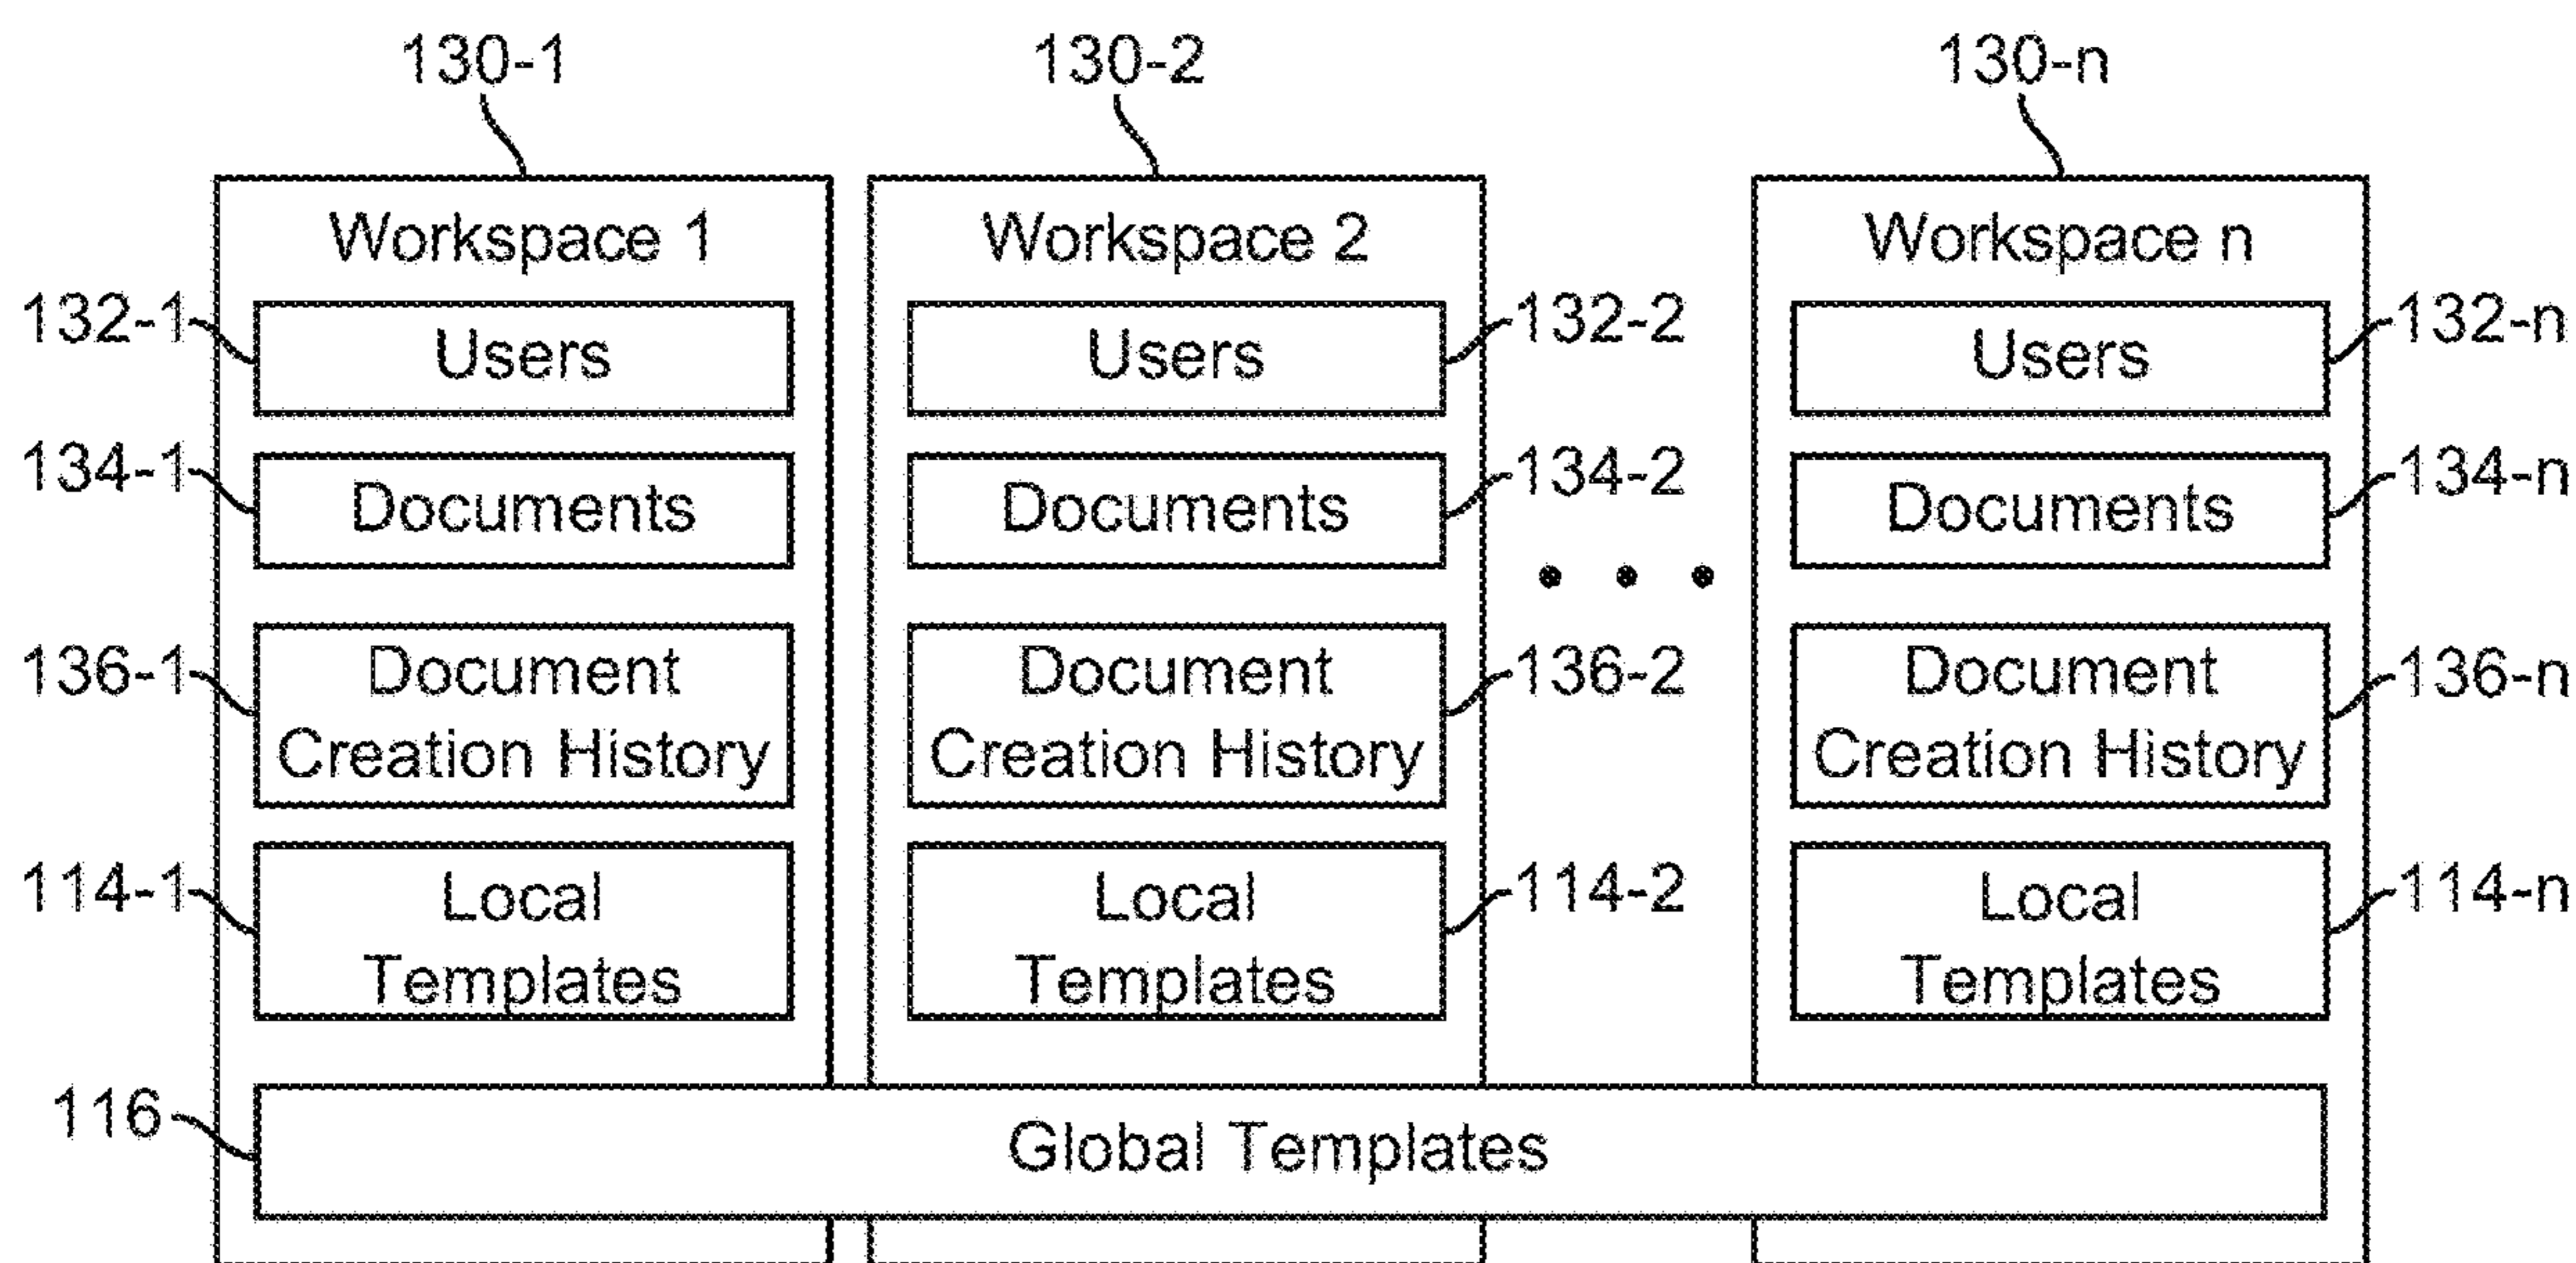 130-1 130-2 130-n
Workspace 1 Workspace 2 Workspace n
132-1 Users Users 132-2 Users 132-n
134-1 Documents Documents 134-2 Documents 134-n
136-1 Document Document 136-2 Document 136-n
Creation History Creation History Creation History
114-1 Local Local 114-2 Local 114-n
Templates Templates Templates
116 Global Templates